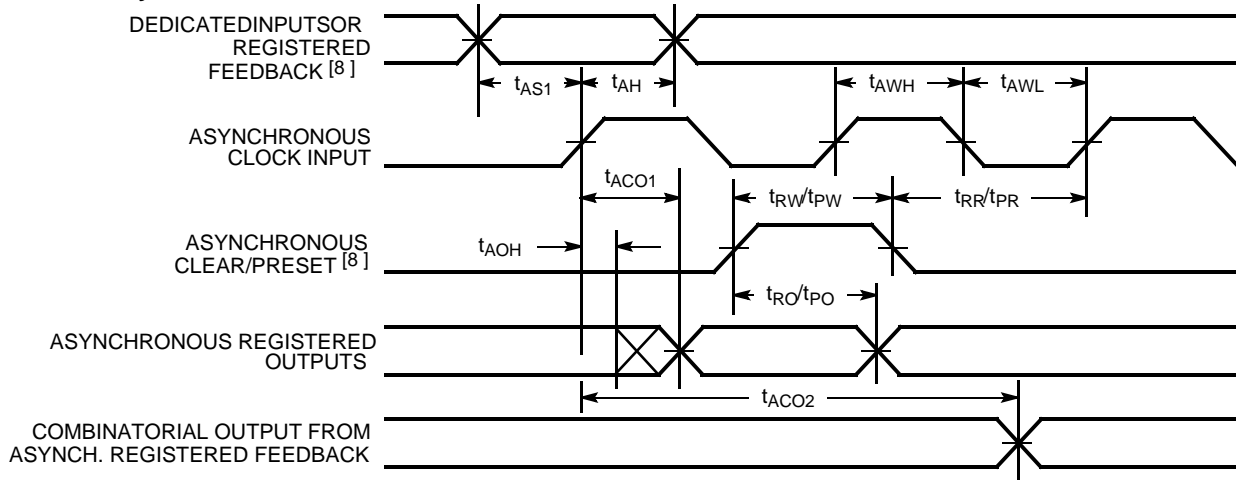 DEDICATEDINPUTSOR
REGISTERED
FEEDBACK [8 ]
tAS1
tAH
tAWH
tAWL
ASYNCHRONOUS
CLOCK INPUT
tACO1
tRW/tPW
tRR/tPR
ASYNCHRONOUS
CLEAR/PRESET [8 ]
tAOH
tRO/tPO
ASYNCHRONOUS REGISTERED
OUTPUTS
tACO2
COMBINATORIAL OUTPUT FROM
ASYNCH. REGISTERED FEEDBACK